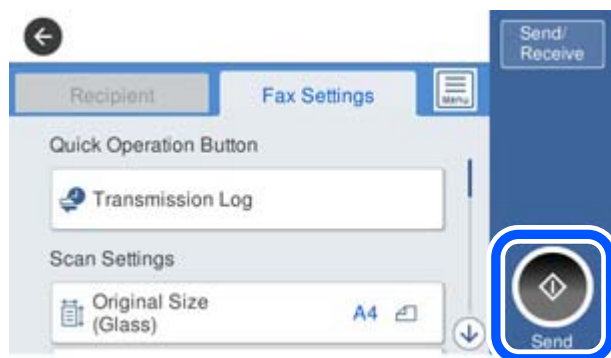 Send/
Receive
Recipient
Fax Settings
Menu
Quick Operation Button
Transmission Log
Scan Settings
Original Size
(Glass)
A4
Send